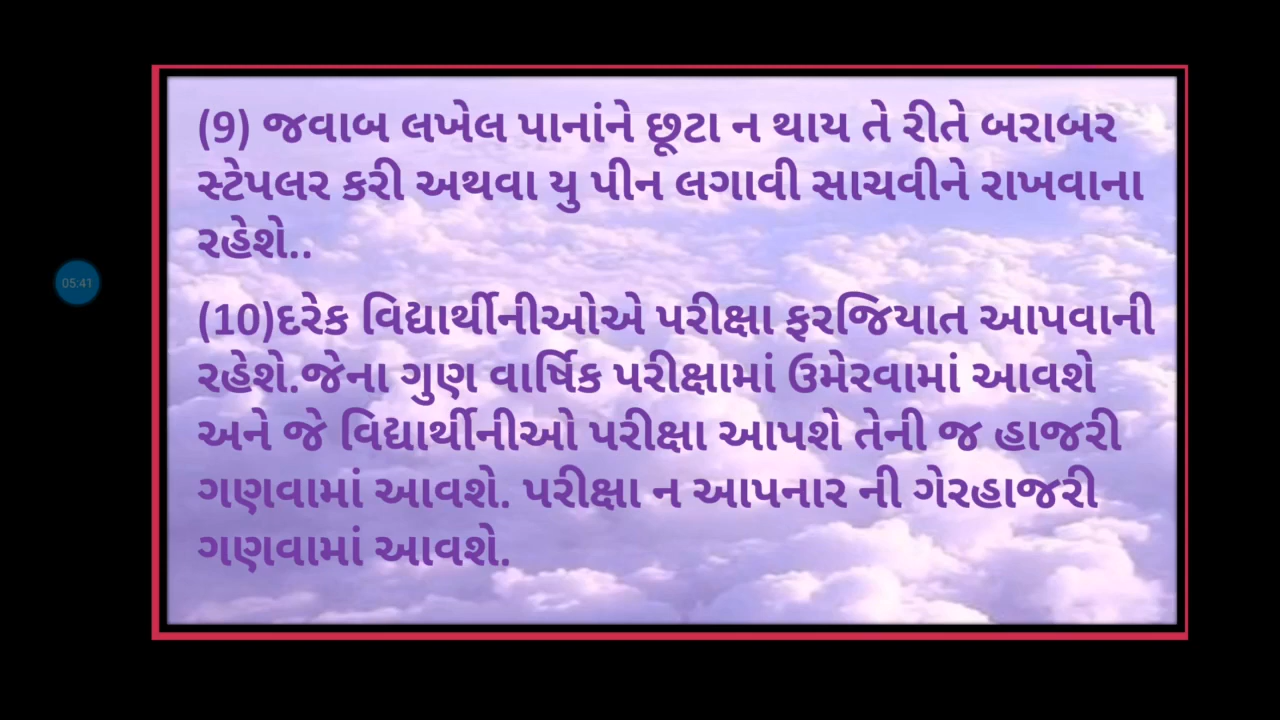 (9) જવાબ લખેલ પાનાંને છૂટા ન થાય તે રીતે બરાબર
સ્ટેપલર કરી અથવા યુ પીન લગાવી સાચવીને રાખવાના
રહેશે..
05:41
(10)દરેક વિદ્યાર્થીનીઓએ પરીક્ષા ફરજિયાત આપવાની
રહેશે.જેના ગુણ વાર્ષિક પરીક્ષામાં ઉમેરવામાં આવશે
અને જે વિદ્યાર્થીનીઓ પરીક્ષા આપશે તેની જ હાજરી
ગણવામાં આવશે. પરીક્ષા ન આપનાર ની ગેરહાજરી
ગણવામાં આવશે.